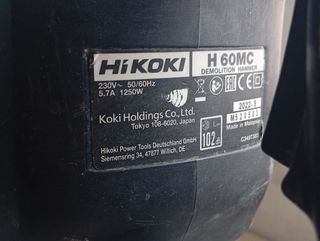 HiKOKI
H 60MC
DEMOLITION HAMMER
230V~ 50/60Hz
5.7A 1250W
Koki Holdings Co., Ltd.
Tokyo 108-6020, Japan
Hikoki Power Tools Deutschland GmbH
Siemensring 34, 47877 Willich, DE
102
2022-5
Made in Malaysia